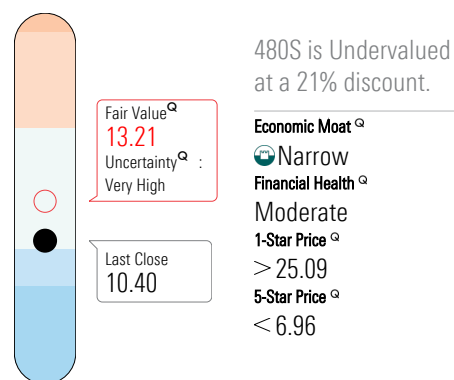 480S is Undervalued
at a 21% discount.
Fair Value Q
13.21
Uncertainty Q :
Very High
Last Close
10.40
Economic Moat Q
Narrow
Financial Health Q
Moderate
1-Star Price Q
> 25.09
5-Star Price Q
< 6.96